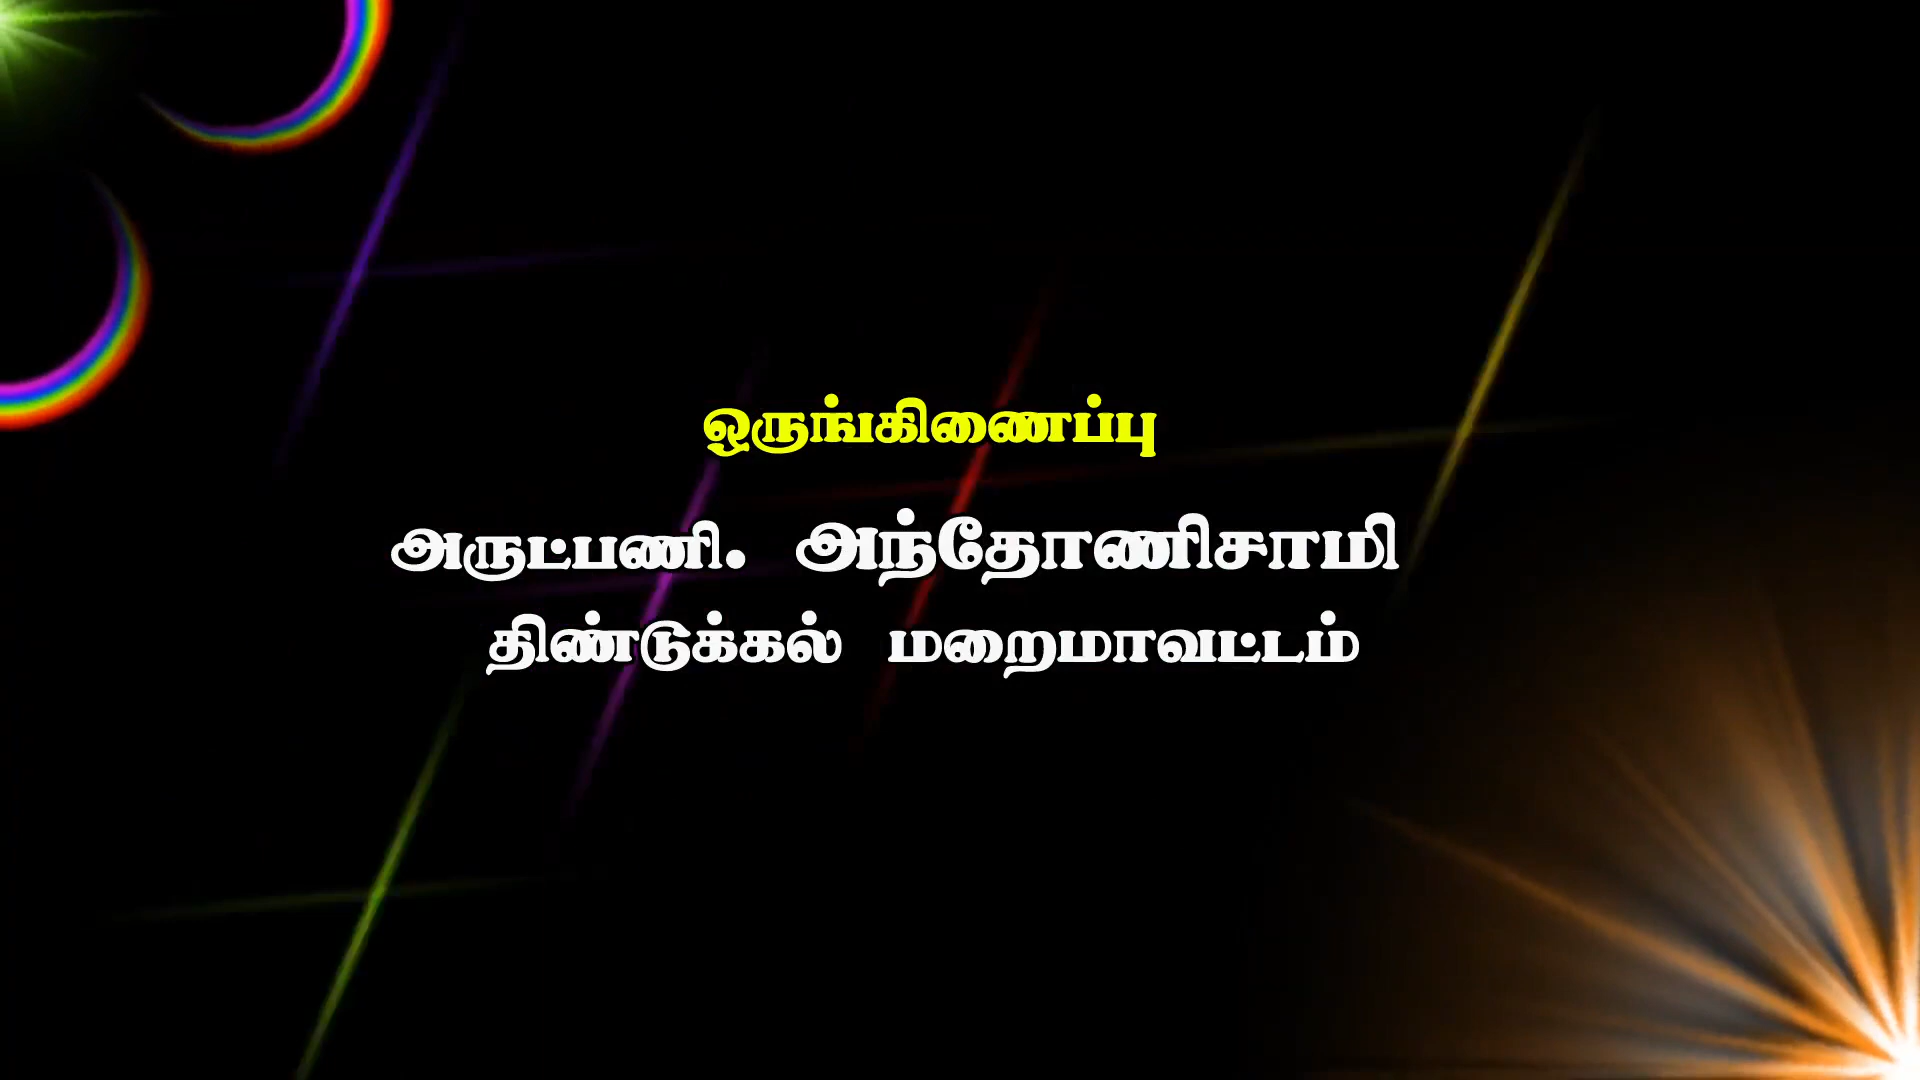 ஒருங்கிணைப்பு
அருட்பணி. அந்தோணிசாமி
திண்டுக்கல் மறைமாவட்டம்